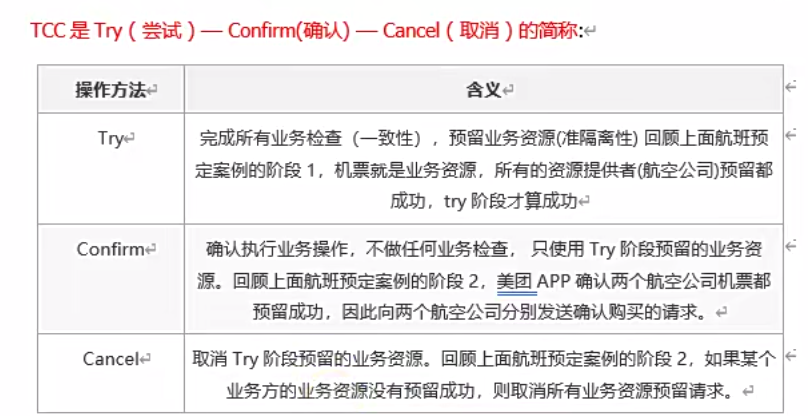 TCC 是 Try ( 尝试 ) — Confirm(确认) — Cancel ( 取消 ) 的简称:↵
操作方法↵ 含义↵
Try↵ 完成所有业务检查（一致性）, 预留业务资源(准隔离性) 回顾上面航班预
定案例的阶段 1，机票就是业务资源，所有的资源提供者(航空公司)预留都
成功，try 阶段才算成功↵
Confirm↵ 确认执行业务操作，不做任何业务检查， 只使用 Try 阶段预留的业务资
源。回顾上面航班预定案例的阶段 2，美团 APP 确认两个航空公司机票都
预留成功，因此向两个航空公司分别发送确认购买的请求。↵
Cancel↵ 取消 Try 阶段预留的业务资源。回顾上面航班预定案例的阶段 2，如果某个
业务方的业务资源没有预留成功，则取消所有业务资源预留请求。↵